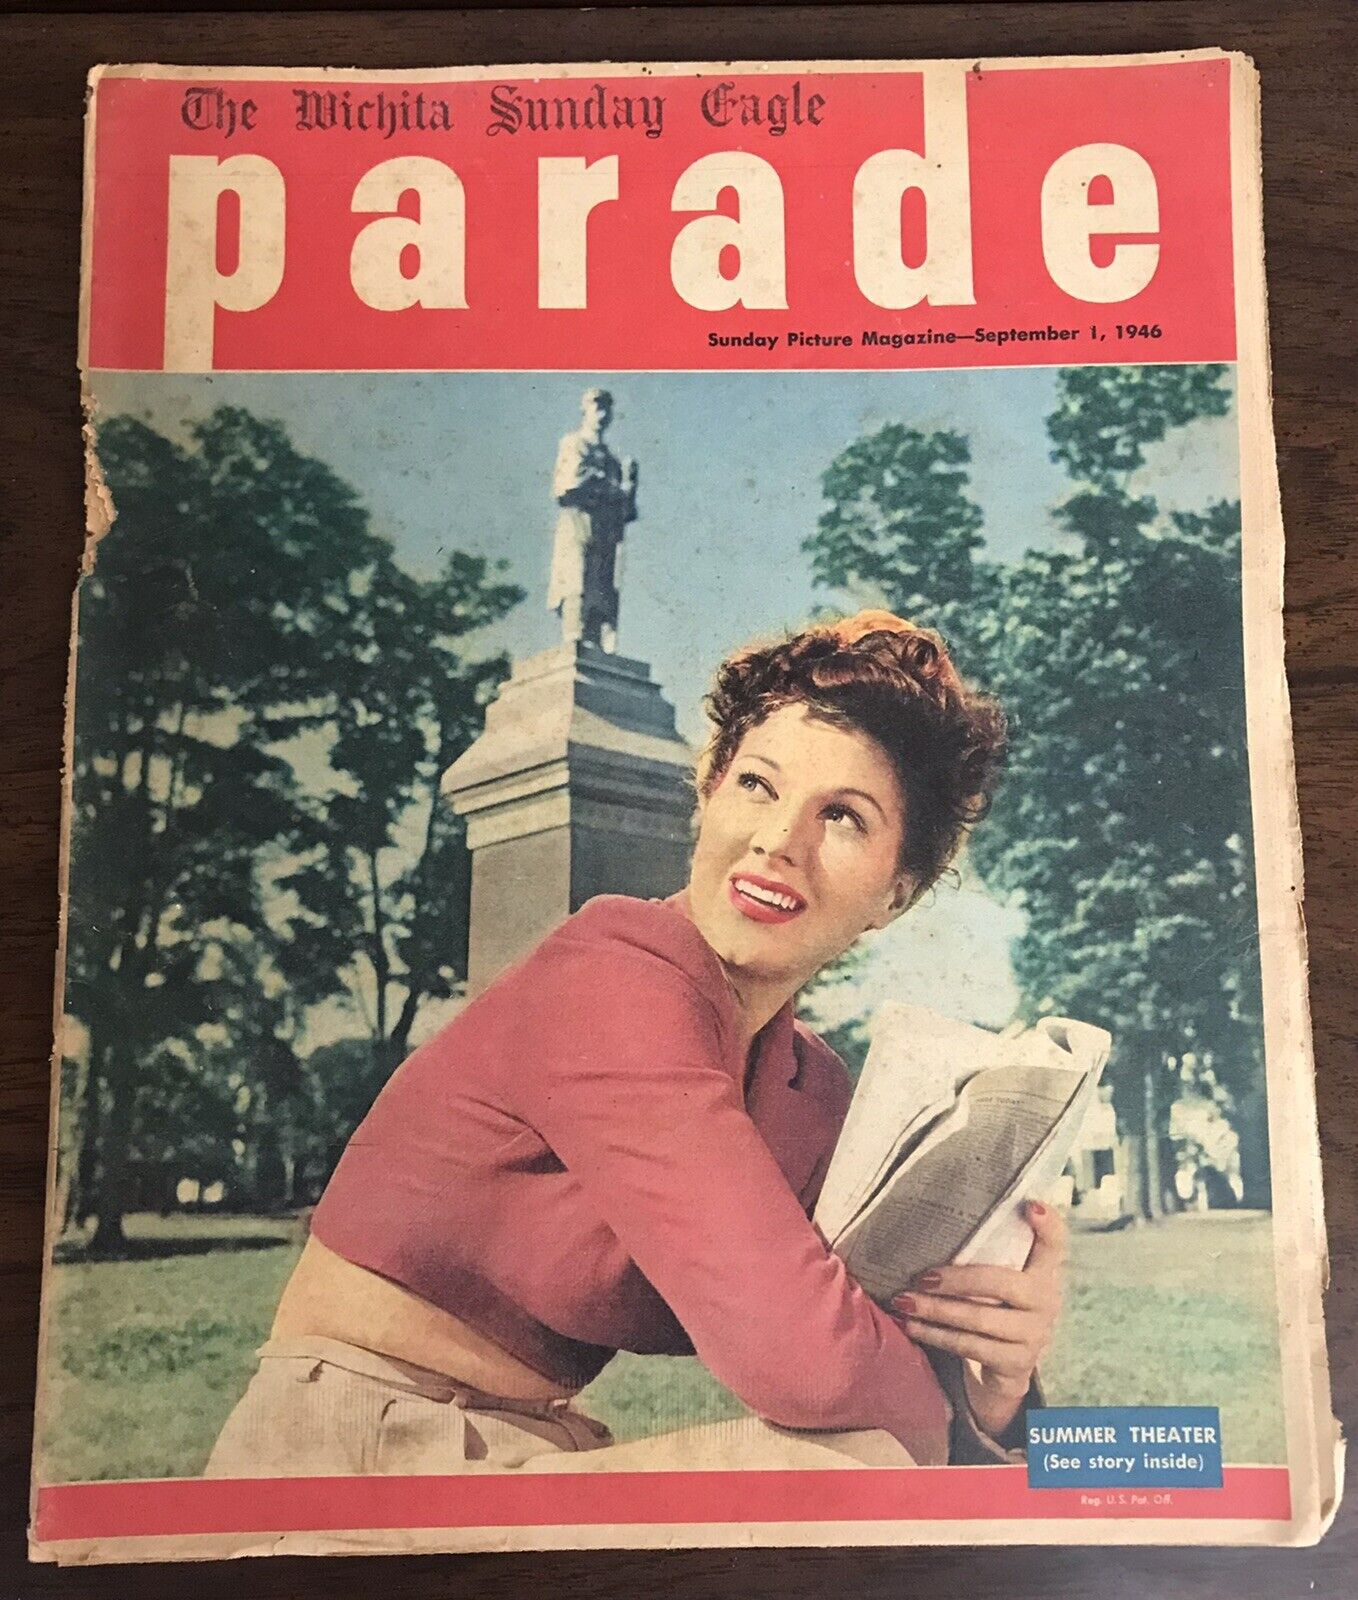 The Wichita Sunday Eagle
parade
Sunday Picture Magazine—September 1, 1946
SUMMER THEATER
(See story inside)
Reg. U.S. Pat. Off.